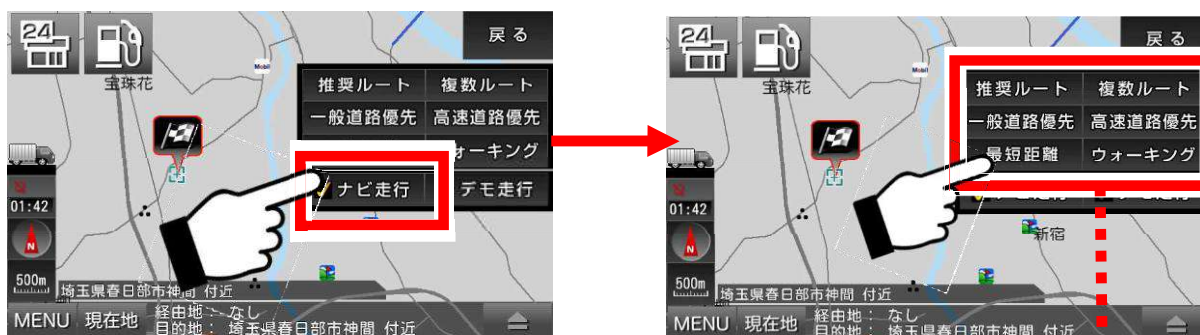 24
戻る
Mobil
宝珠花
推奨ルート 複数ルート
一般道路優先 高速道路優先
ォーキング
ナビ走行 デモ走行
01:42
N
500m
埼玉県春日部市神間 付近
MENU 現在地 経由地: なし
目的地: 埼玉県春日部市神間 付近
24
戻る
Mobil
宝珠花
推奨ルート 複数ルート
一般道路優先 高速道路優先
最短距離 ウォーキング
01:42
新宿
N
500m
埼玉県春日部市神間 付近
MENU 現在地 経由地: なし
目的地: 埼玉県春日部市神間 付近